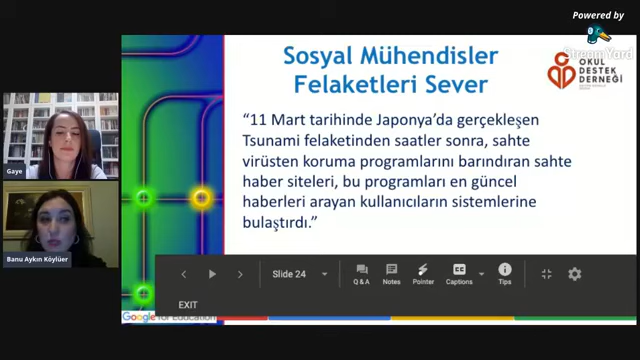 Powered by
StreamYard
Sosyal Mühendisler
Felaketleri Sever
OKUL
DESTEK
DERNEĞİ
“11 Mart tarihinde Japonya’da gerçekleşen
Tsunami felaketinden saatler sonra, sahte
virüsten koruma programlarını barındıran sahte
haber siteleri, bu programları en güncel
haberleri arayan kullanıcıların sistemlerine
bulaştırdı.”
Gaye
Banu Aykın Köylüer
Slide 24
Q & A
Notes
Pointer
Captions
Tips
EXIT
Google for Education